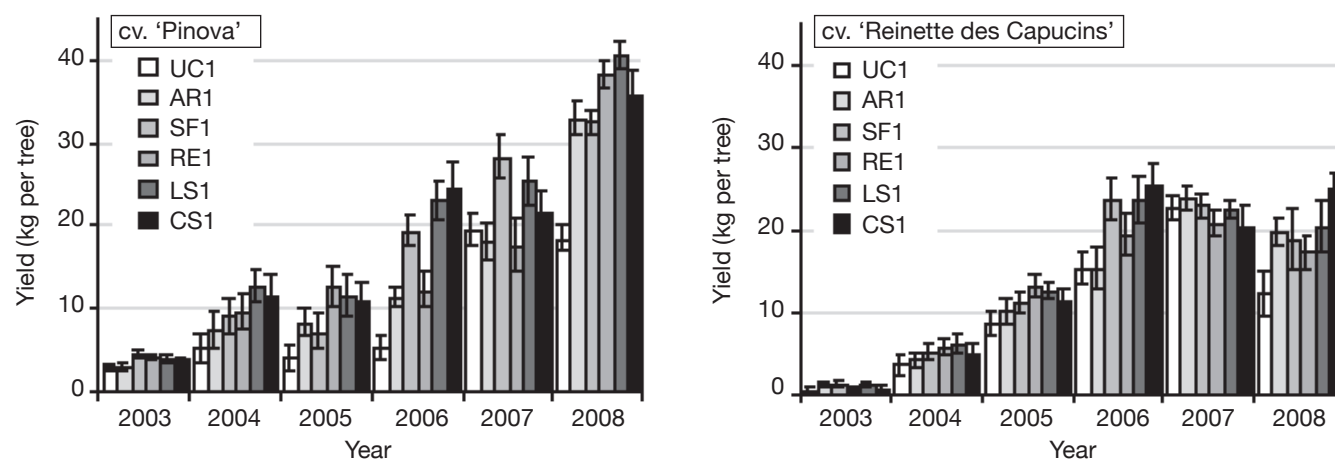 cv. ‘Pinova’
UC1
AR1
SF1
RE1
LS1
CS1
Yield (kg per tree)
40
30
20
10
0
2003 2004 2005 2006 2007 2008
Year
cv. ‘Reinette des Capucins’
UC1
AR1
SF1
RE1
LS1
CS1
Yield (kg per tree)
40
30
20
10
0
2003 2004 2005 2006 2007 2008
Year